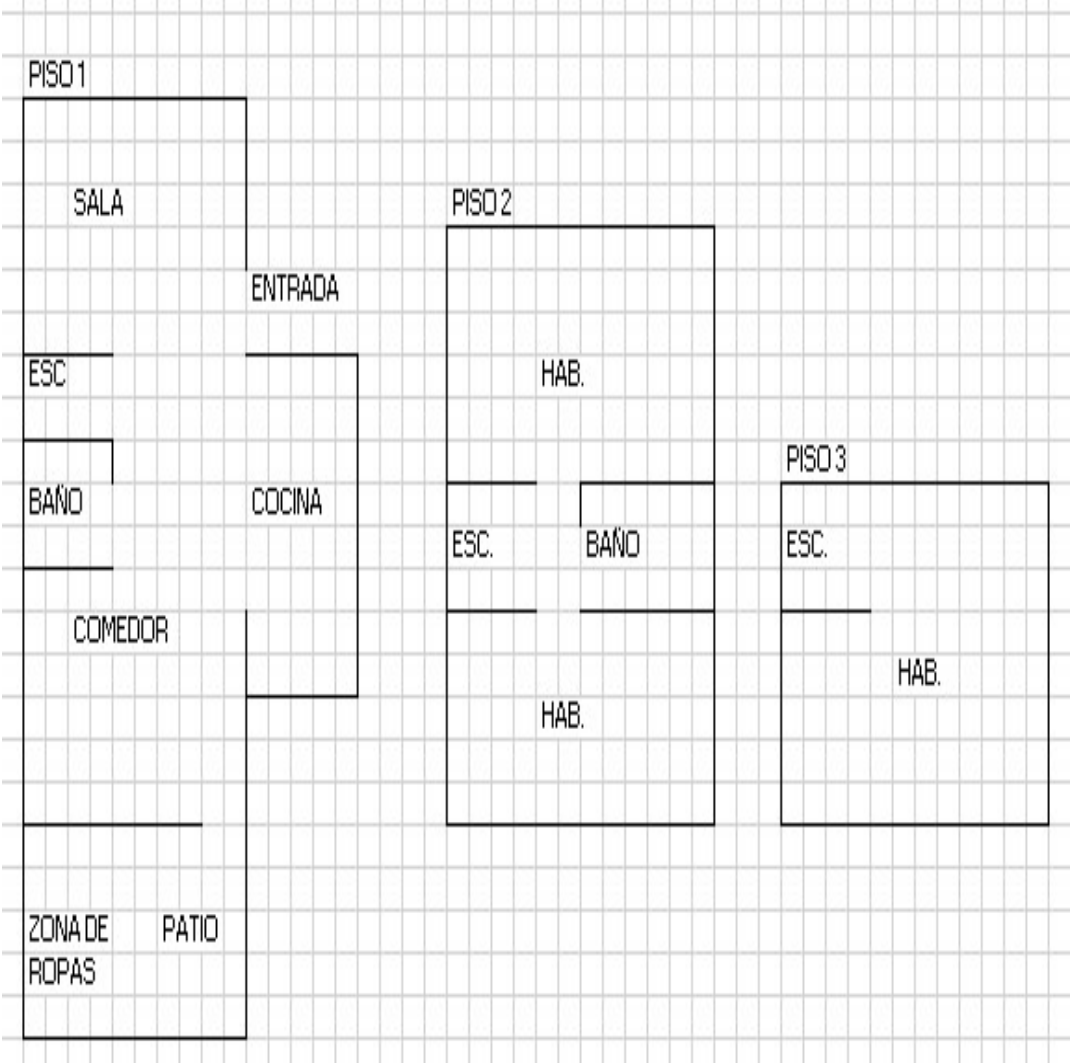 PISO 1
SALA
ENTRADA
ESC
BAÑO
COCINA
COMEDOR
ZONA DE
ROPAS
PATIO
PISO 2
HAB.
ESC.
BAÑO
HAB.
PISO 3
ESC.
HAB.